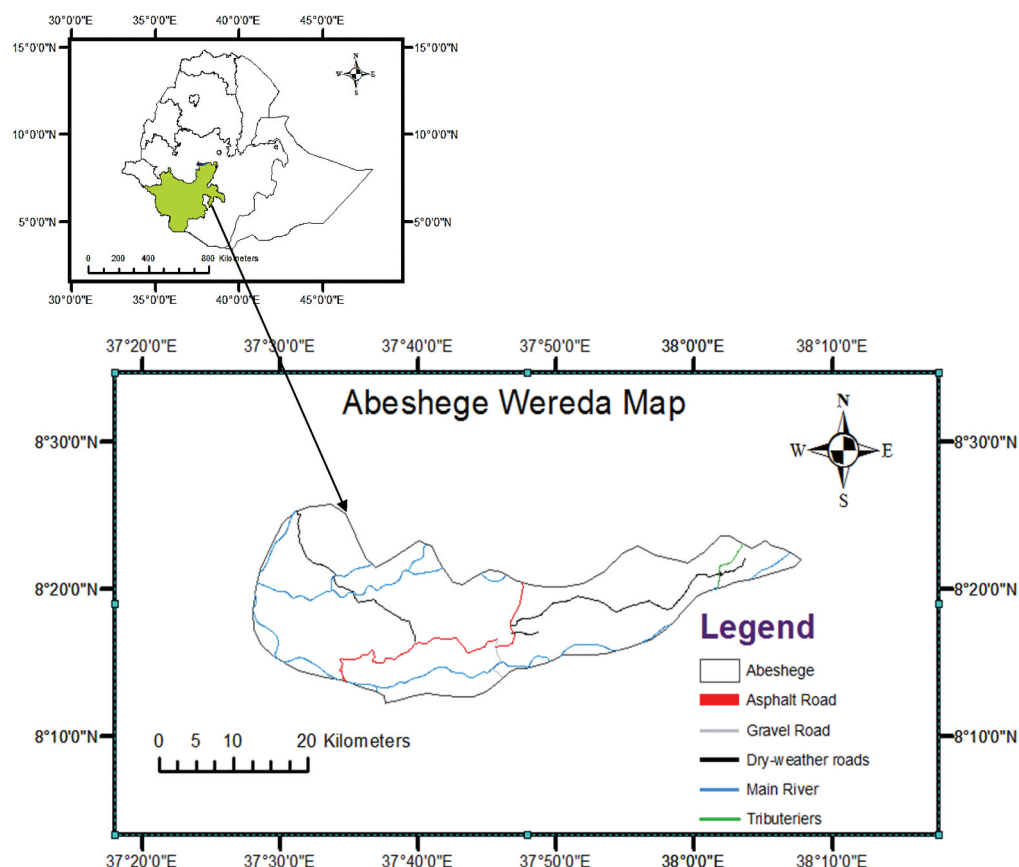 30°0'0"E 35°0'0"E 40°0'0"E 45°0'0"E
15°0'0"N 15°0'0"N
N
W E
S
10°0'0"N 10°0'0"N
5°0'0"N 5°0'0"N
0 200 400 800 Kilometers
30°0'0"E 35°0'0"E 40°0'0"E 45°0'0"E
37°20'0"E 37°30'0"E 37°40'0"E 37°50'0"E 38°0'0"E 38°10'0"E
Abeshege Wereda Map
N
W E
S
8°30'0"N 8°30'0"N
8°20'0"N 8°20'0"N
Legend
Abeshege
Asphalt Road
Gravel Road
Dry-weather roads
Main River
Tributeriers
8°10'0"N 8°10'0"N
0 5 10 20 Kilometers
37°20'0"E 37°30'0"E 37°40'0"E 37°50'0"E 38°0'0"E 38°10'0"E